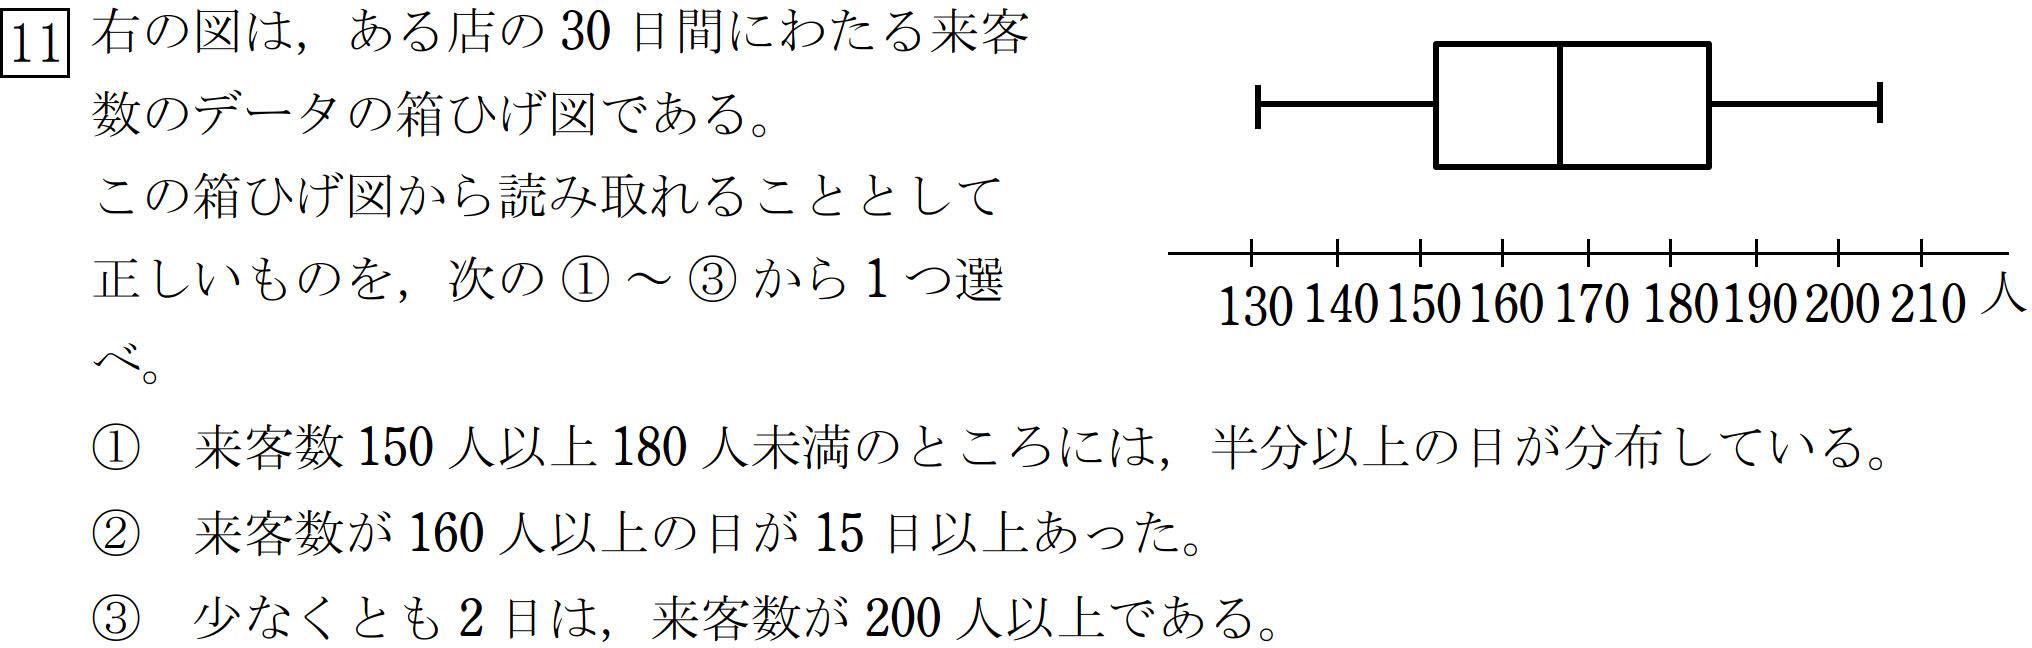 11 右の図は，ある店の 30 日間にわたる来客
数のデータの箱ひげ図である。
この箱ひげ図から読み取れることとして
正しいものを，次の ① ～ ③ から 1 つ選
べ。
130 140 150 160 170 180 190 200 210 人
①　来客数 150 人以上 180 人未満のところには，半分以上の日が分布している。
②　来客数が 160 人以上の日が 15 日以上あった。
③　少なくとも 2 日は，来客数が 200 人以上である。